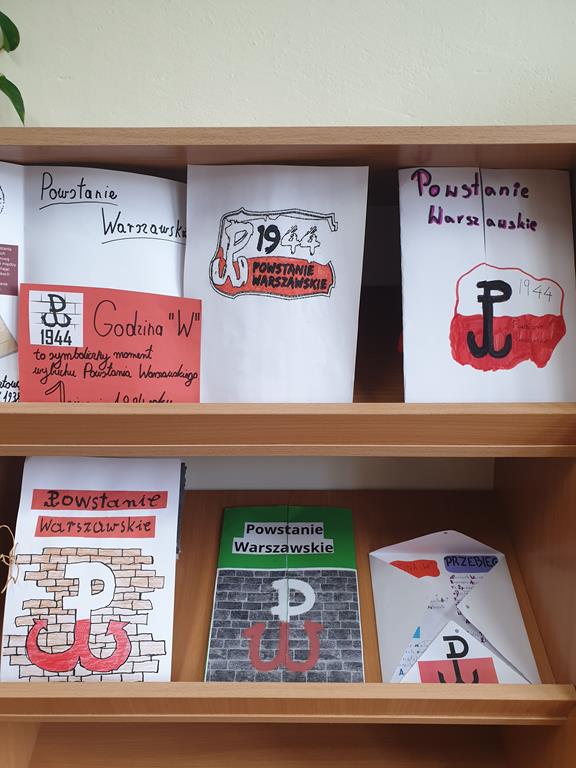 Powstanie
Warszawskie
1944
Godzina "W"
to symboliczny moment
wybuchu Powstania Warszawskiego
1944
POWSTANIE
WARSZAWSKIE
Powstanie
Warszawskie
1944
Powstanie
Warszawskie
Powstanie
Warszawskie
PRZEBIEG